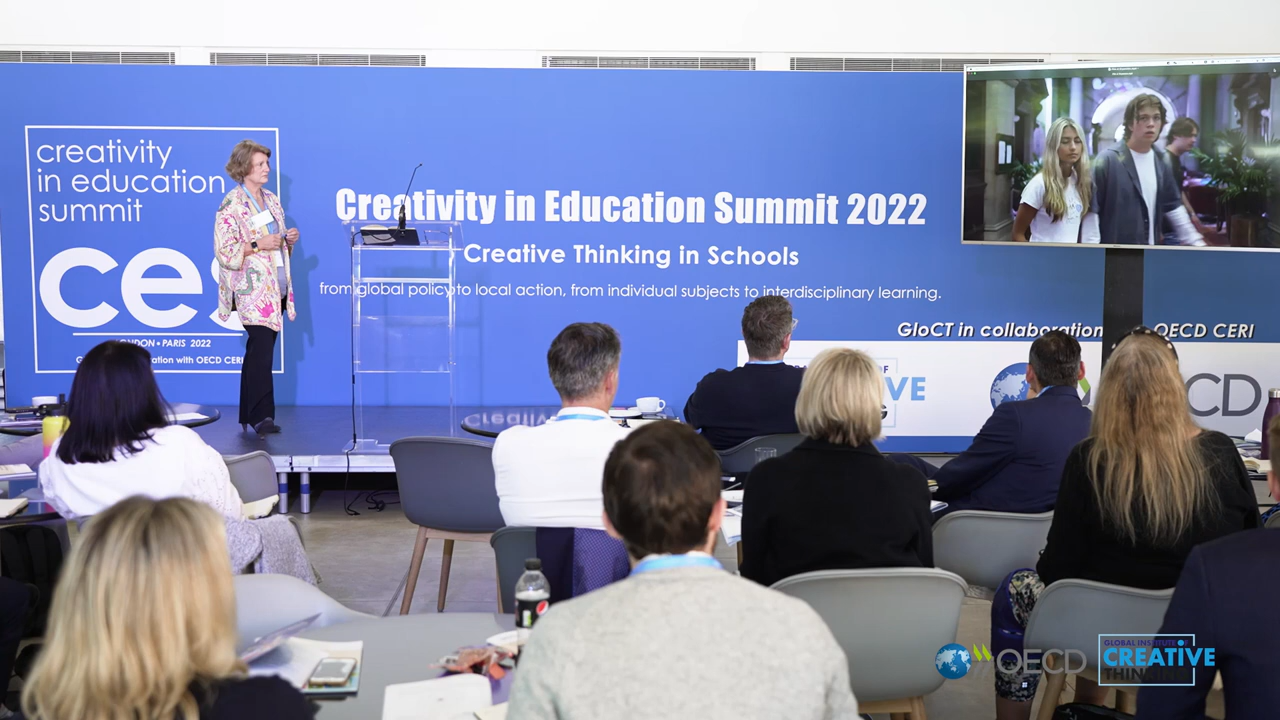 creativity
in education
summit
ces
LONDON • PARIS 2022
with OECD CERI
Creativity in Education Summit 2022
Creative Thinking in Schools
from global policy to local action, from individual subjects to interdisciplinary learning.
GloCT in collaboration OECD CERI
OF
CREATIVE
OECD
OECD
GLOBAL INSTITUTE OF
CREATIVE
THINKING